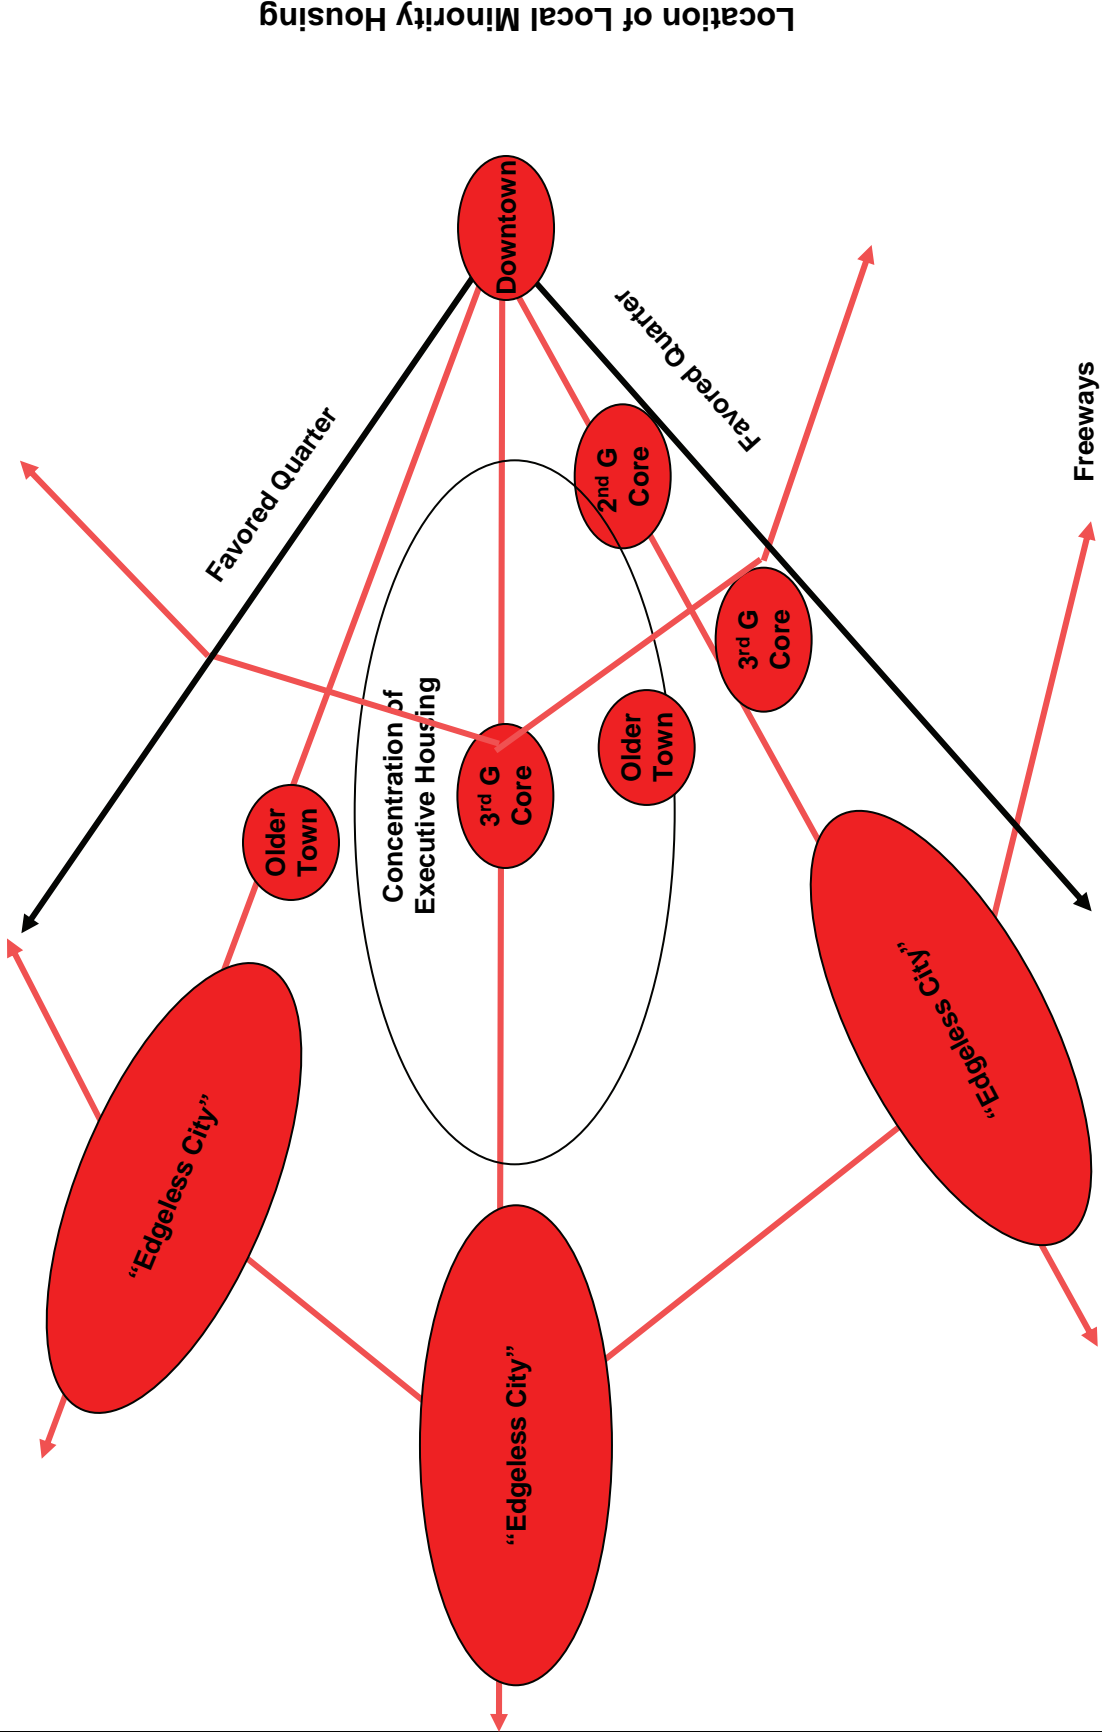 Location of Local Minority Housing
Downtown
Favored Quarter
Favored Quarter
Freeways
2nd G
Core
3rd G
Core
Concentration of
Executive Housing
3rd G
Core
Older
Town
Older
Town
“Edgeless City”
“Edgeless City”
“Edgeless City”